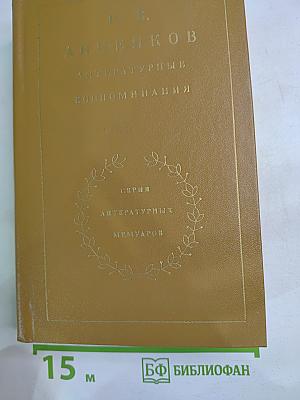 П. В.
АННЕНКОВ
ЛИТЕРАТУРНЫЕ
ВОСПОМИНАНИЯ
СЕРИЯ
ЛИТЕРАТУРНЫХ
МЕМУАРОВ
15 м БФ БИБЛИОФАН